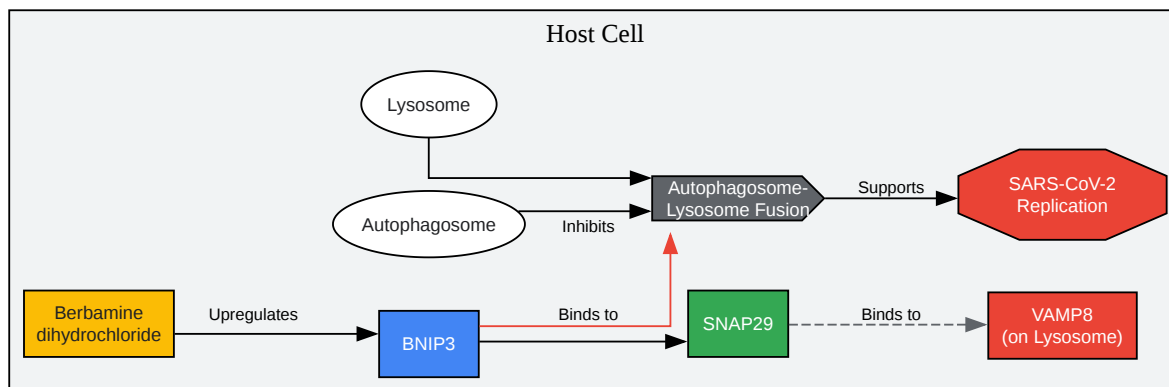 Host Cell
Lysosome
Autophagosome
Inhibits
Autophagosome-
Lysosome Fusion
Supports
SARS-CoV-2
Replication
Berbamine
dihydrochloride
Upregulates
BNIP3
Binds to
SNAP29
Binds to
VAMP8
(on Lysosome)